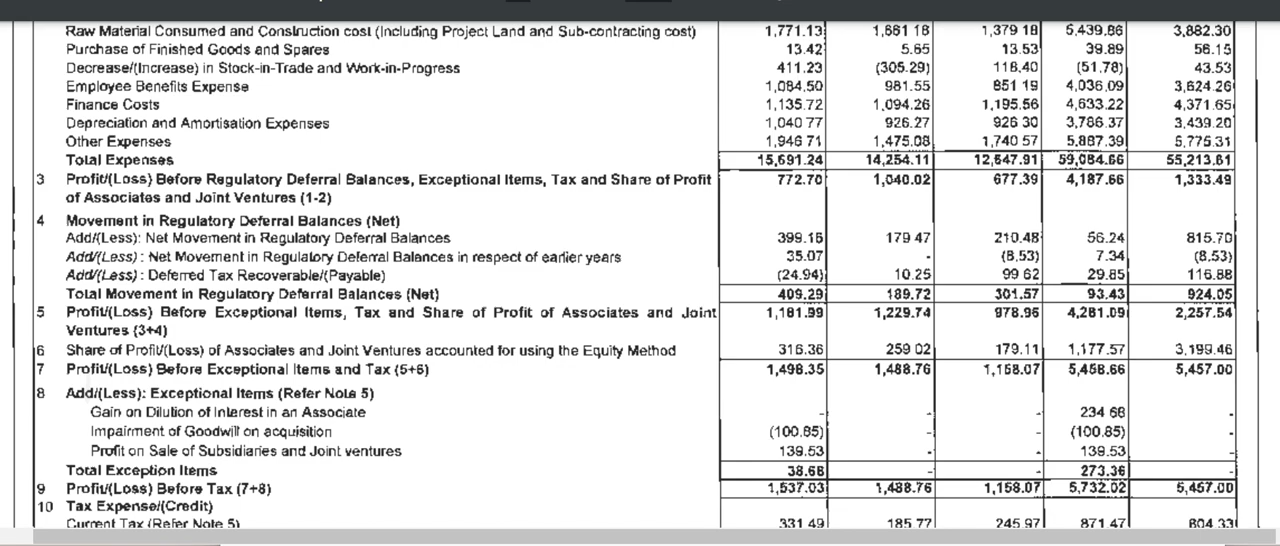 Raw Material Consumed and Construction cost (Including Project Land and Sub-contracting cost) 1,771.13 1,661 18 1,379 18 5,439.86 3,882.30
Purchase of Finished Goods and Spares 13.42 5.65 13.53 39.89 56.15
Decrease/(Increase) in Stock-in-Trade and Work-in-Progress 411.23 (305.29) 118.40 (51.78) 43.53
Employee Benefits Expense 1,084.50 981.55 851 19 4,036.09 3,624.26
Finance Costs 1,135.72 1,094.26 1,195.56 4,633.22 4,371.65
Depreciation and Amortisation Expenses 1,040 77 926.27 926 30 3,786.37 3,439.20
Other Expenses 1,946 71 1,475.08 1,740 57 5,887.39 5,775.31
Total Expenses 15,691.24 14,254.11 12,647.91 59,084.66 55,213.61
3 Profit/(Loss) Before Regulatory Deferral Balances, Exceptional Items, Tax and Share of Profit 772.70 1,040.02 677.39 4,187.66 1,333.49
of Associates and Joint Ventures (1-2)
4 Movement in Regulatory Deferral Balances (Net)
Add/(Less): Net Movement in Regulatory Deferral Balances 399.16 179 47 210.48 56.24 815.70
Add/(Less) : Net Movement in Regulatory Deferral Balances in respect of earlier years 35.07 - (8.53) 7.34 (8.53)
Add/(Less) : Deferred Tax Recoverable/(Payable) (24.94) 10.25 99 62 29.85 116.88
Total Movement in Regulatory Deferral Balances (Net) 409.29 189.72 301.57 93.43 924.05
5 Profit/(Loss) Before Exceptional Items, Tax and Share of Profit of Associates and Joint 1,181.99 1,229.74 978.96 4,281.09 2,257.54
Ventures (3+4)
6 Share of Profit/(Loss) of Associates and Joint Ventures accounted for using the Equity Method 316.36 259 02 179.11 1,177.57 3,199.46
7 Profit/(Loss) Before Exceptional Items and Tax (5+6) 1,498.35 1,488.76 1,158.07 5,458.66 5,457.00
8 Add/(Less): Exceptional Items (Refer Note 5)
Gain on Dilution of Interest in an Associate - - - 234 68 -
Impairment of Goodwill on acquisition (100.85) - - (100.85) -
Profit on Sale of Subsidiaries and Joint ventures 139.53 - - 139.53 -
Total Exception Items 38.68 - - 273.36 -
9 Profit/(Loss) Before Tax (7+8) 1,537.03 1,488.76 1,158.07 5,732.02 5,457.00
10 Tax Expense/(Credit)
Current Tax (Refer Note 5) 331 49 185.77 245.97 871.47 804.33